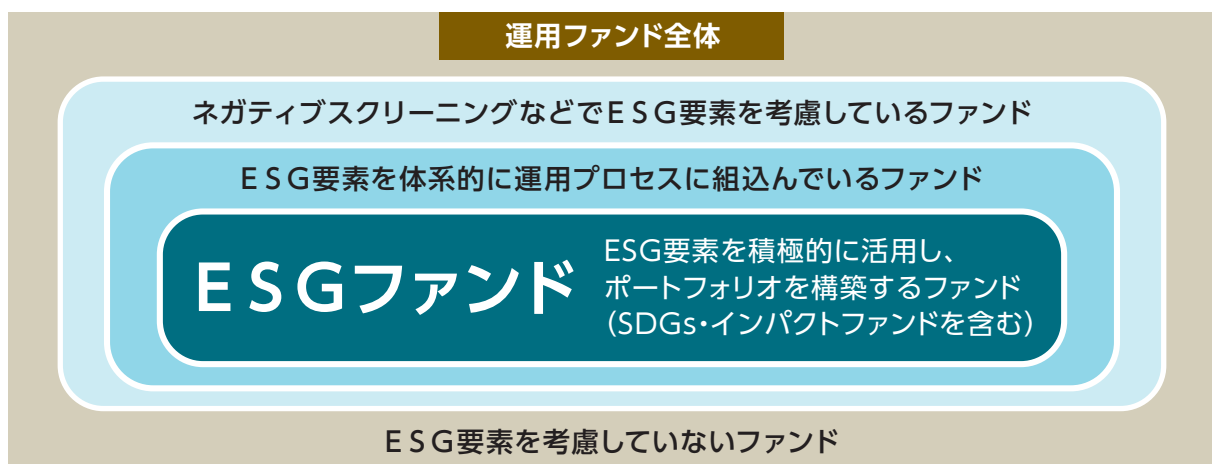 運用ファンド全体
ネガティブスクリーニングなどでESG要素を考慮しているファンド
ESG要素を体系的に運用プロセスに組込んでいるファンド
ESGファンド
ESG要素を積極的に活用し、
ポートフォリオを構築するファンド
(SDGs・インパクトファンドを含む)
ESG要素を考慮していないファンド